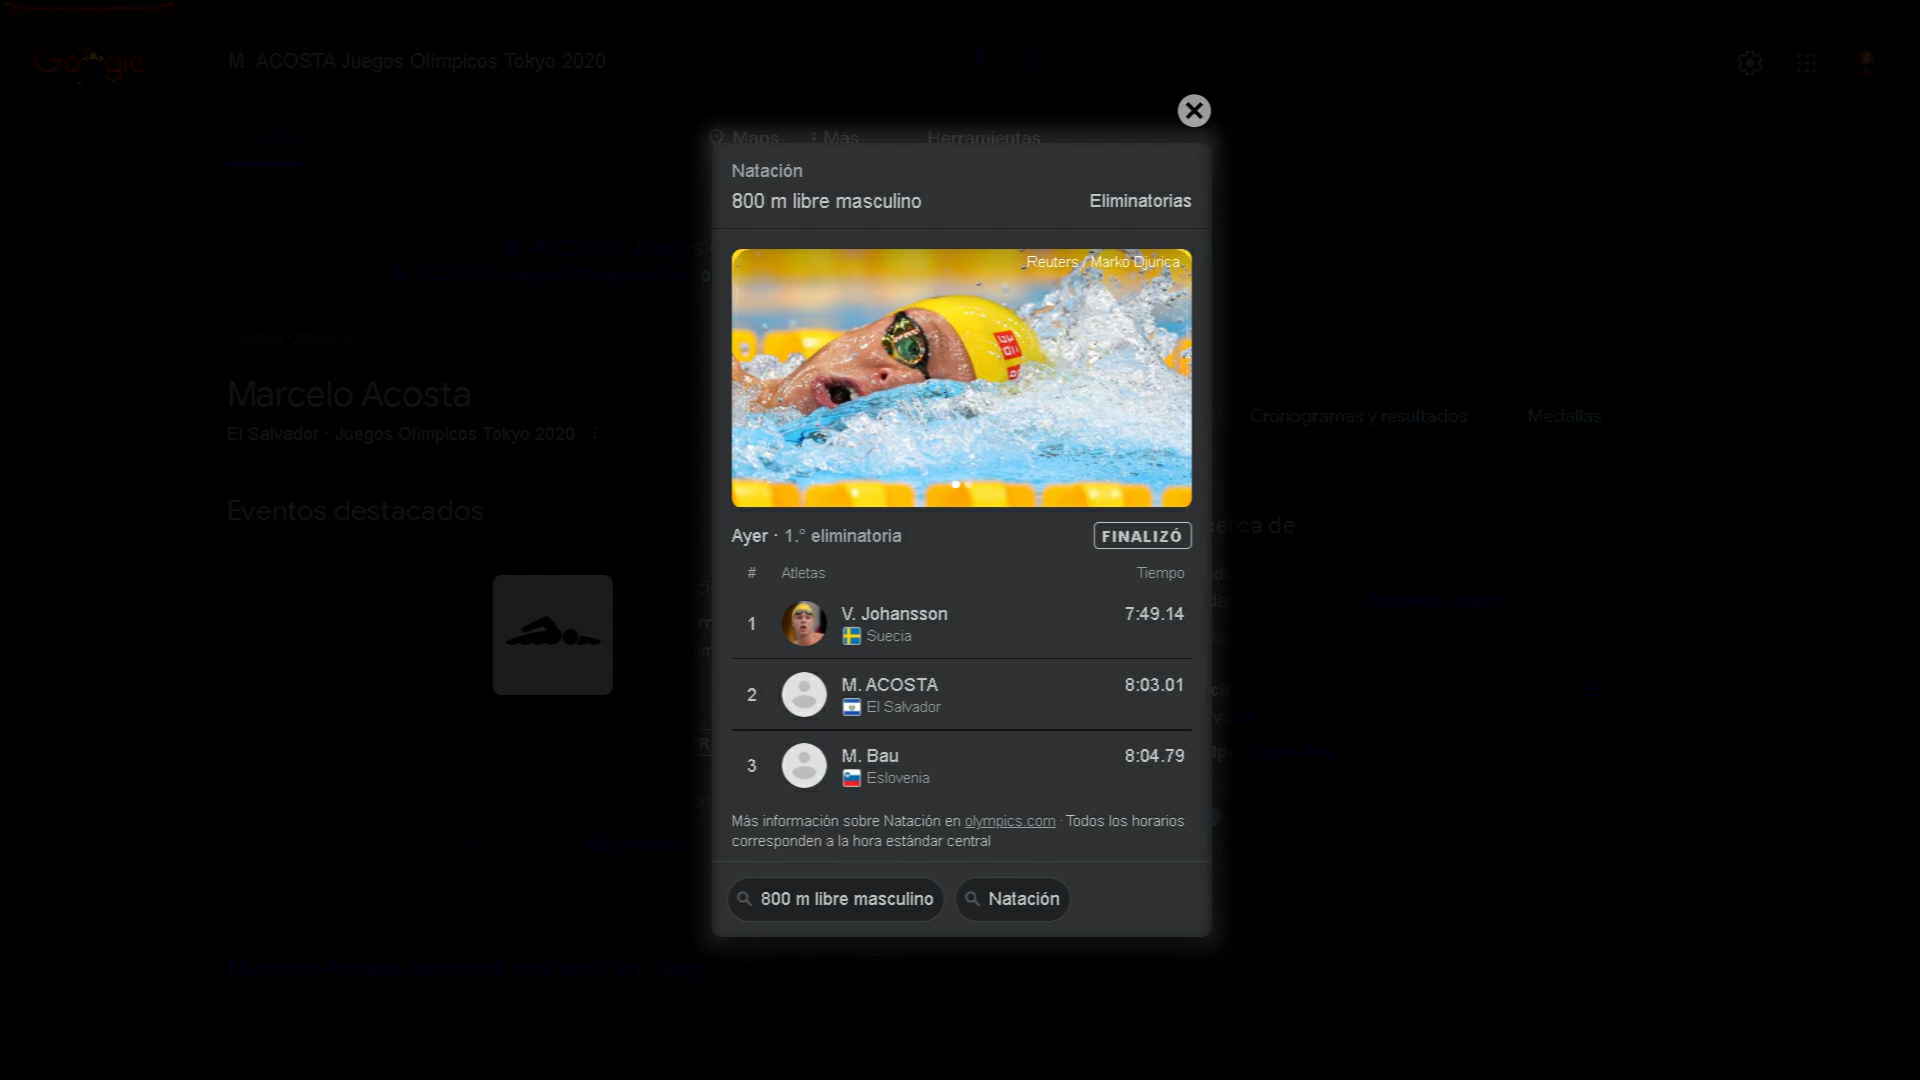 Google
M. ACOSTA Juegos Olímpicos Tokyo 2020
Maps
Más
Herramientas
Natación
800 m libre masculino
Eliminatorias
Reuters / Marko Djurica
Juegos Olímpicos
Marcelo Acosta
El Salvador · Juegos Olímpicos Tokyo 2020
Cronogramas y resultados
Medallas
Eventos destacados
Ayer · 1.° eliminatoria
FINALIZÓ
# Atletas Tiempo
1 V. Johansson 7:49.14
Suecia
2 M. ACOSTA 8:03.01
El Salvador
3 M. Bau 8:04.79
Eslovenia
Más información sobre Natación en olympics.com · Todos los horarios
corresponden a la hora estándar central
800 m libre masculino
Natación